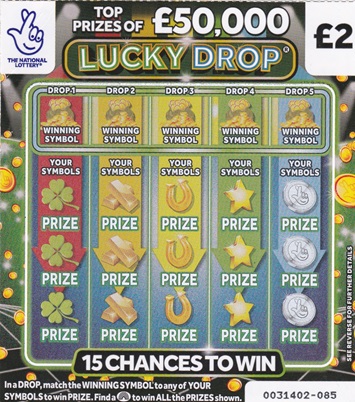 TOP PRIZES OF £50,000
THE NATIONAL LOTTERY®
£2
LUCKY DROP
DROP 1 DROP 2 DROP 3 DROP 4 DROP 5
WINNING SYMBOL WINNING SYMBOL WINNING SYMBOL WINNING SYMBOL WINNING SYMBOL
YOUR SYMBOLS YOUR SYMBOLS YOUR SYMBOLS YOUR SYMBOLS YOUR SYMBOLS
PRIZE PRIZE PRIZE PRIZE PRIZE
PRIZE PRIZE PRIZE PRIZE PRIZE
PRIZE PRIZE PRIZE PRIZE PRIZE
SEE REVERSE FOR FURTHER DETAILS
15 CHANCES TO WIN
In a DROP, match the WINNING SYMBOL to any of YOUR
SYMBOLS to win PRIZE. Find a to win ALL the PRIZES shown.
0031402-085